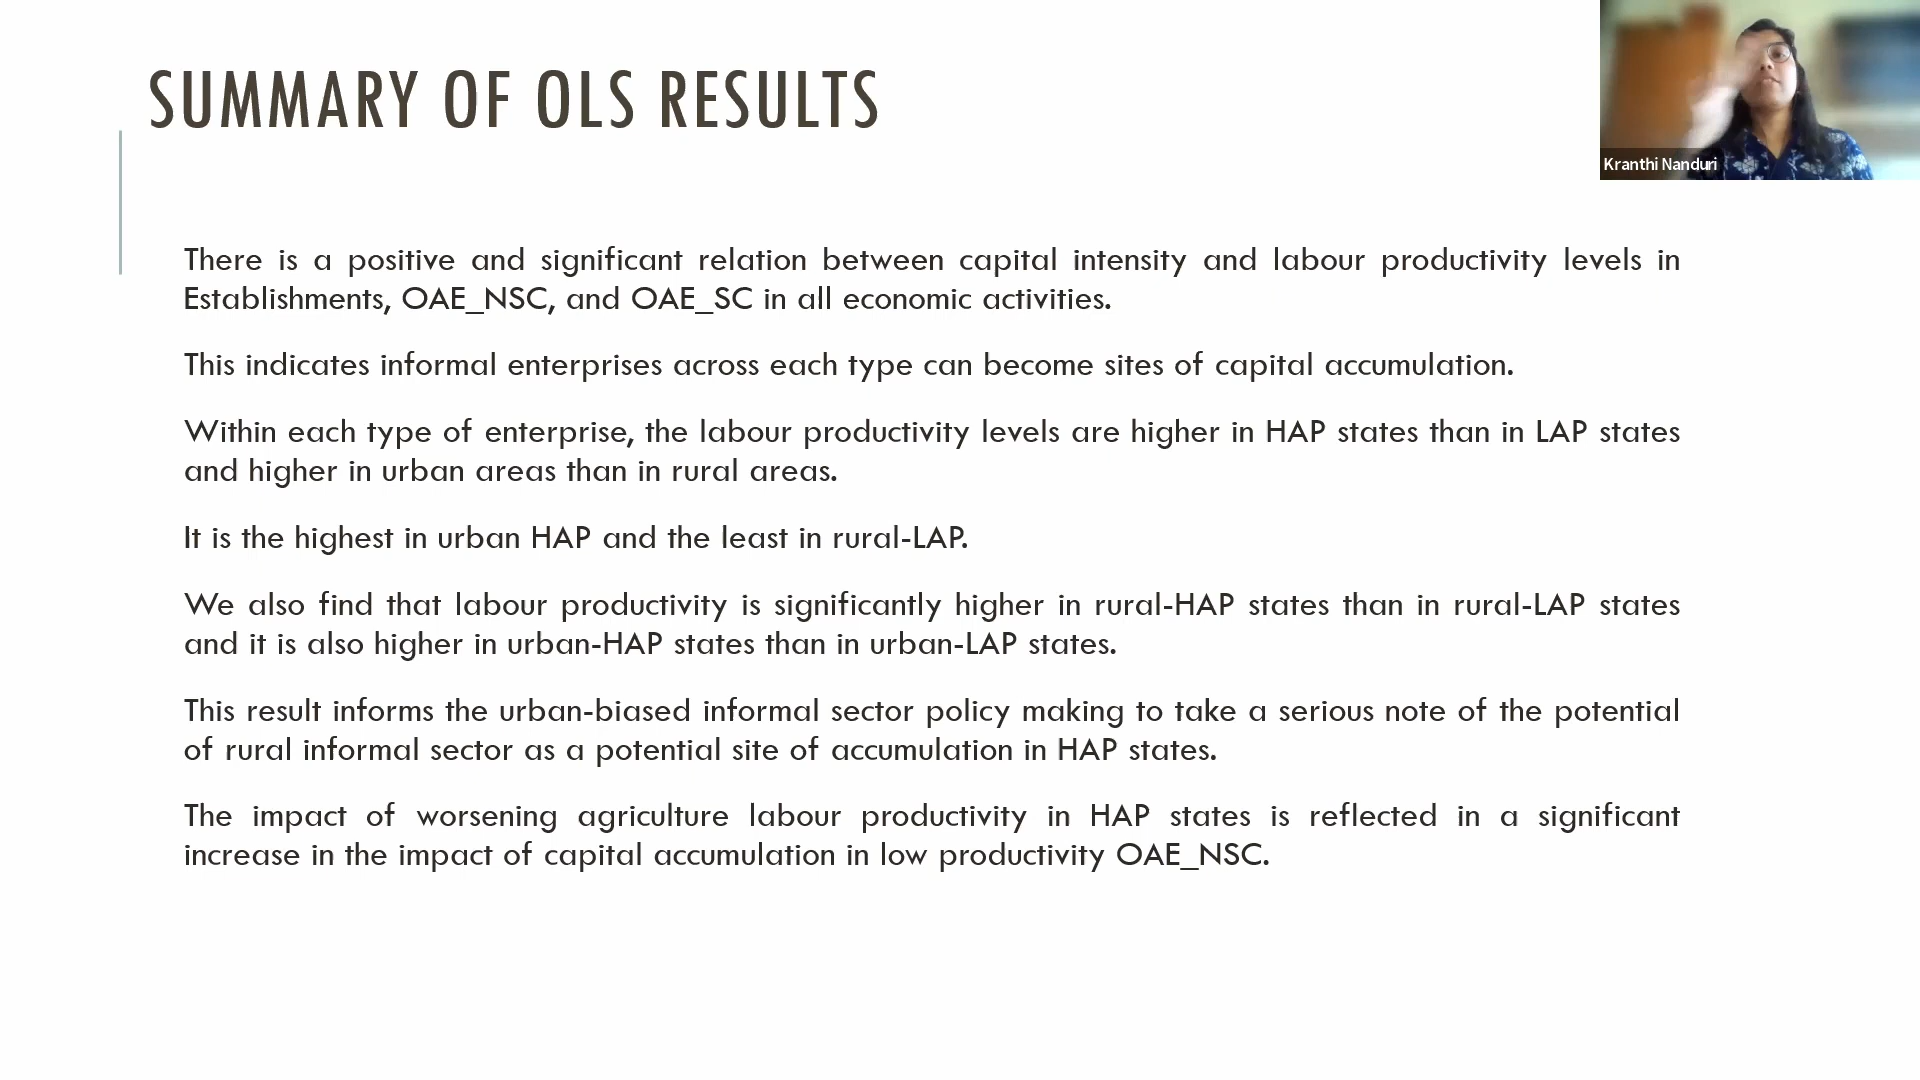 SUMMARY OF OLS RESULTS
Kranthi Nanduri
There is a positive and significant relation between capital intensity and labour productivity levels in
Establishments, OAE_NSC, and OAE_SC in all economic activities.
This indicates informal enterprises across each type can become sites of capital accumulation.
Within each type of enterprise, the labour productivity levels are higher in HAP states than in LAP states
and higher in urban areas than in rural areas.
It is the highest in urban HAP and the least in rural-LAP.
We also find that labour productivity is significantly higher in rural-HAP states than in rural-LAP states
and it is also higher in urban-HAP states than in urban-LAP states.
This result informs the urban-biased informal sector policy making to take a serious note of the potential
of rural informal sector as a potential site of accumulation in HAP states.
The impact of worsening agriculture labour productivity in HAP states is reflected in a significant
increase in the impact of capital accumulation in low productivity OAE_NSC.